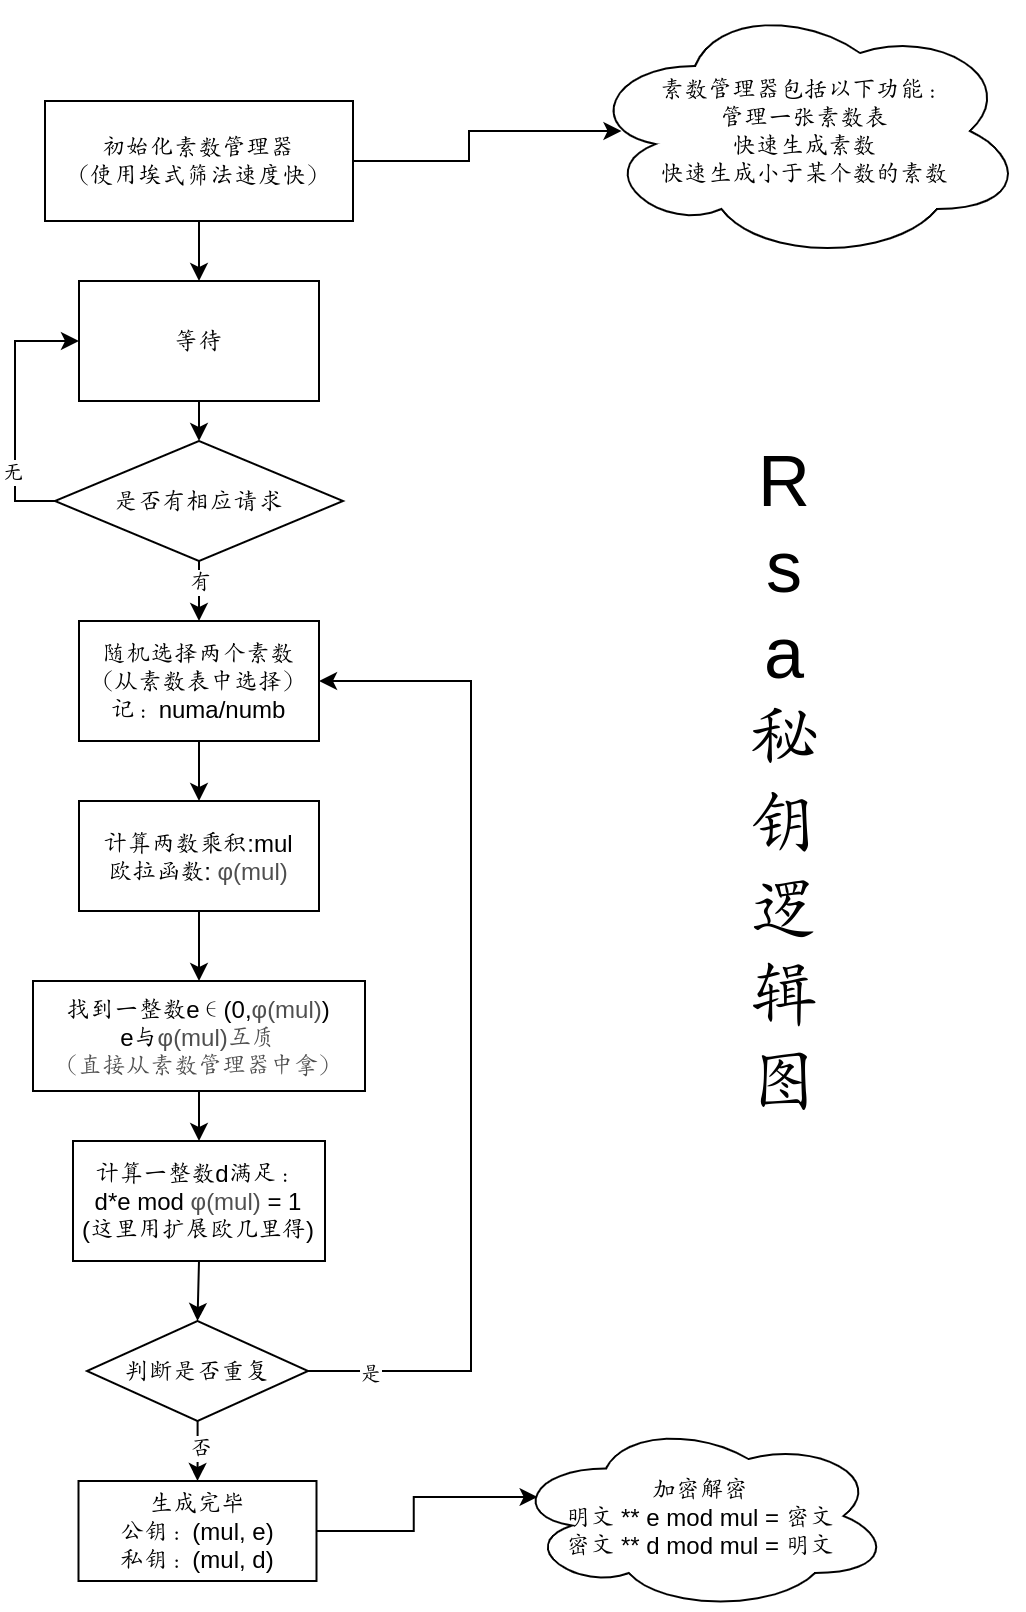 素数管理器包括以下功能：
管理一张素数表
快速生成素数
快速生成小于某个数的素数
初始化素数管理器
（使用埃式筛法速度快）
等待
无
是否有相应请求
有
随机选择两个素数
（从素数表中选择）
记：numa/numb
计算两数乘积:mul
欧拉函数: φ(mul)
找到一整数e∈(0,φ(mul))
e与φ(mul)互质
（直接从素数管理器中拿）
计算一整数d满足：
d*e mod φ(mul) = 1
(这里用扩展欧几里得)
判断是否重复
是
否
生成完毕
公钥：(mul, e)
私钥：(mul, d)
加密解密
明文 ** e mod mul = 密文
密文 ** d mod mul = 明文
R
s
a
秘
钥
逻
辑
图